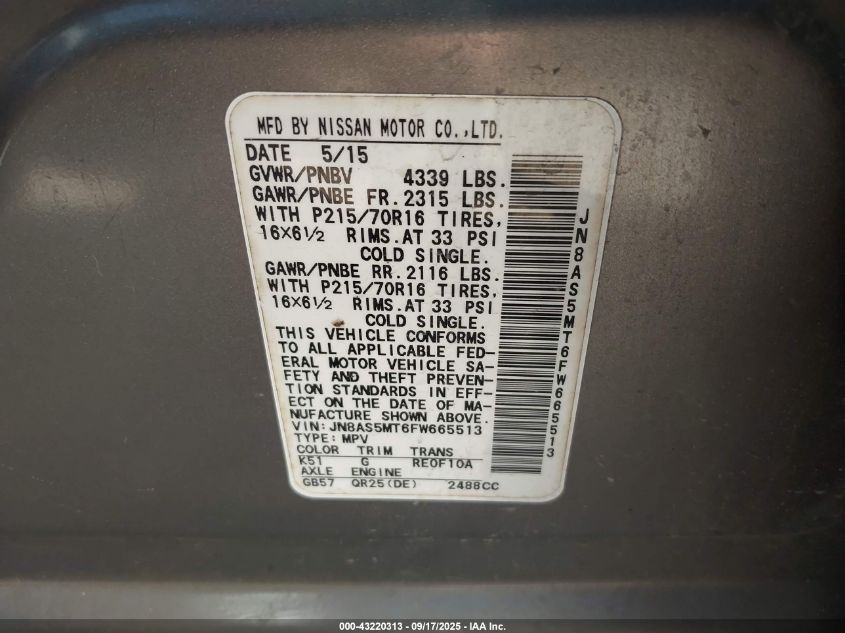 MFD BY NISSAN MOTOR CO.,LTD.
DATE 5/15
GVWR/PNBV 4339 LBS.
GAWR/PNBE FR.2315 LBS.
WITH P215/70R16 TIRES,
16X6½ RIMS.AT 33 PSI
COLD SINGLE.
GAWR/PNBE RR.2116 LBS.
WITH P215/70R16 TIRES,
16X6½ RIMS.AT 33 PSI
COLD SINGLE.
THIS VEHICLE CONFORMS
TO ALL APPLICABLE FED-
ERAL MOTOR VEHICLE SA-
FETY AND THEFT PREVEN-
TION STANDARDS IN EFF-
ECT ON THE DATE OF MA-
NUFACTURE SHOWN ABOVE.
VIN:JN8AS5MT6FW665513
TYPE:MPV
COLOR TRIM TRANS
K51 G RE0F10A
AXLE ENGINE
GB57 QR25(DE) 2488CC
JN8AS5MT6FW665513
000-43220313 - 09/17/2025 - IAA Inc.